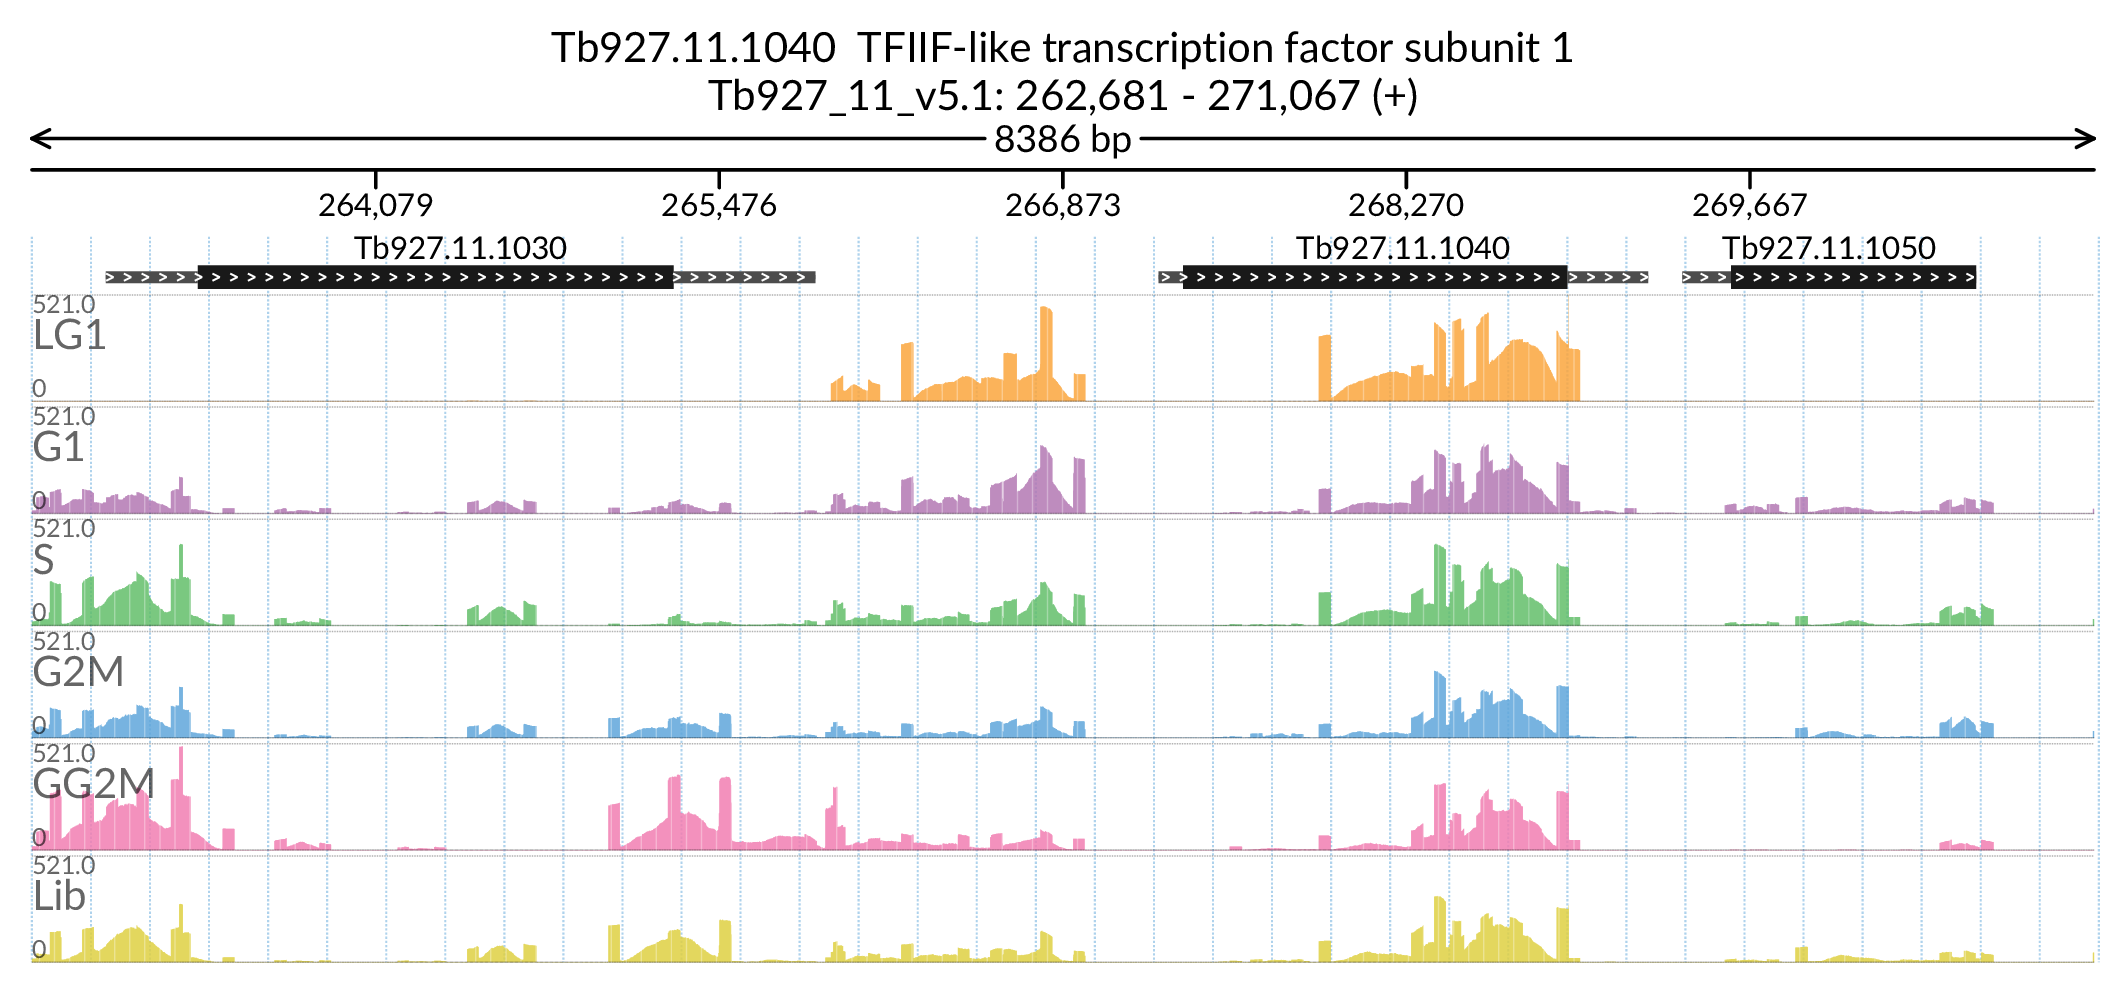 Tb927.11.1040  TFIIF-like transcription factor subunit 1
Tb927_11_v5.1: 262,681 - 271,067 (+)
8386 bp
264,079 265,476 266,873 268,270 269,667
Tb927.11.1030 Tb927.11.1040 Tb927.11.1050
521.0
LG1
0
521.0
G1
0
521.0
S
0
521.0
G2M
0
521.0
GG2M
0
521.0
Lib
0